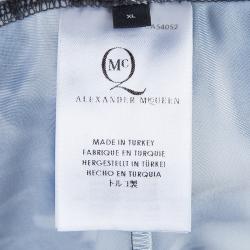 XL
A54052
McQ
ALEXANDER McQUEEN
MADE IN TURKEY
FABRIQUE EN TURQUIE
HERGESTELLT IN TÜRKEI
HECHO EN TURQUIA
トルコ製